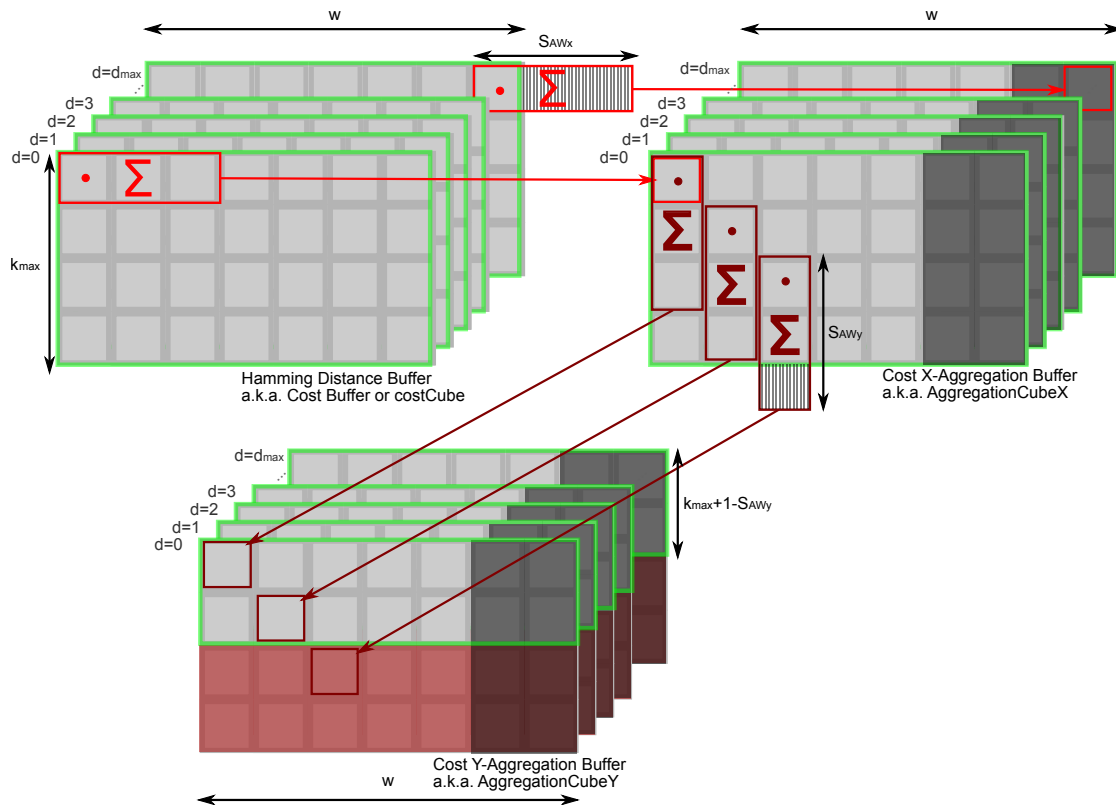 w
SAWx
w
d=dmax
Σ
d=dmax
d=3
d=2
d=1
d=0
d=3
d=2
d=1
d=0
Σ
Σ
Σ
Σ
kmax
SAWy
Hamming Distance Buffer
a.k.a. Cost Buffer or costCube
Cost X-Aggregation Buffer
a.k.a. AggregationCubeX
d=dmax
d=3
d=2
d=1
d=0
kmax+1-SAWy
Cost Y-Aggregation Buffer
a.k.a. AggregationCubeY
w